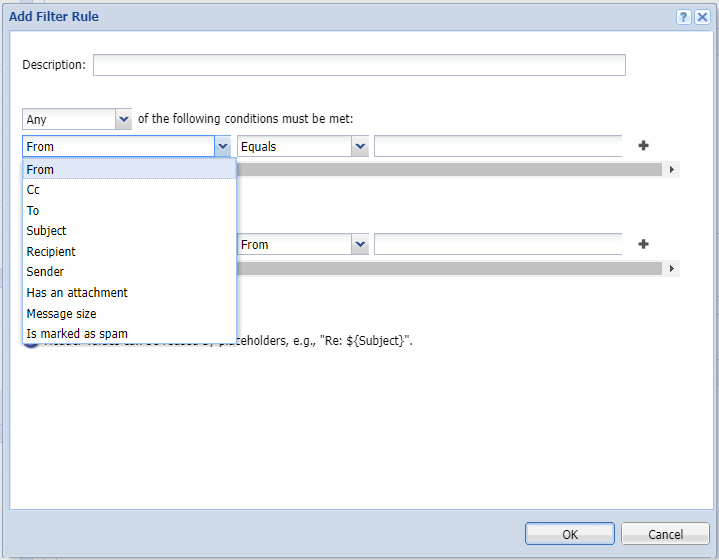 Add Filter Rule
Description:
Any of the following conditions must be met:
From Equals
From
Cc
To
Subject
Recipient
From
Sender
Has an attachment
Message size
Is marked as spam
placeholders, e.g., "Re: ${Subject}".
OK Cancel